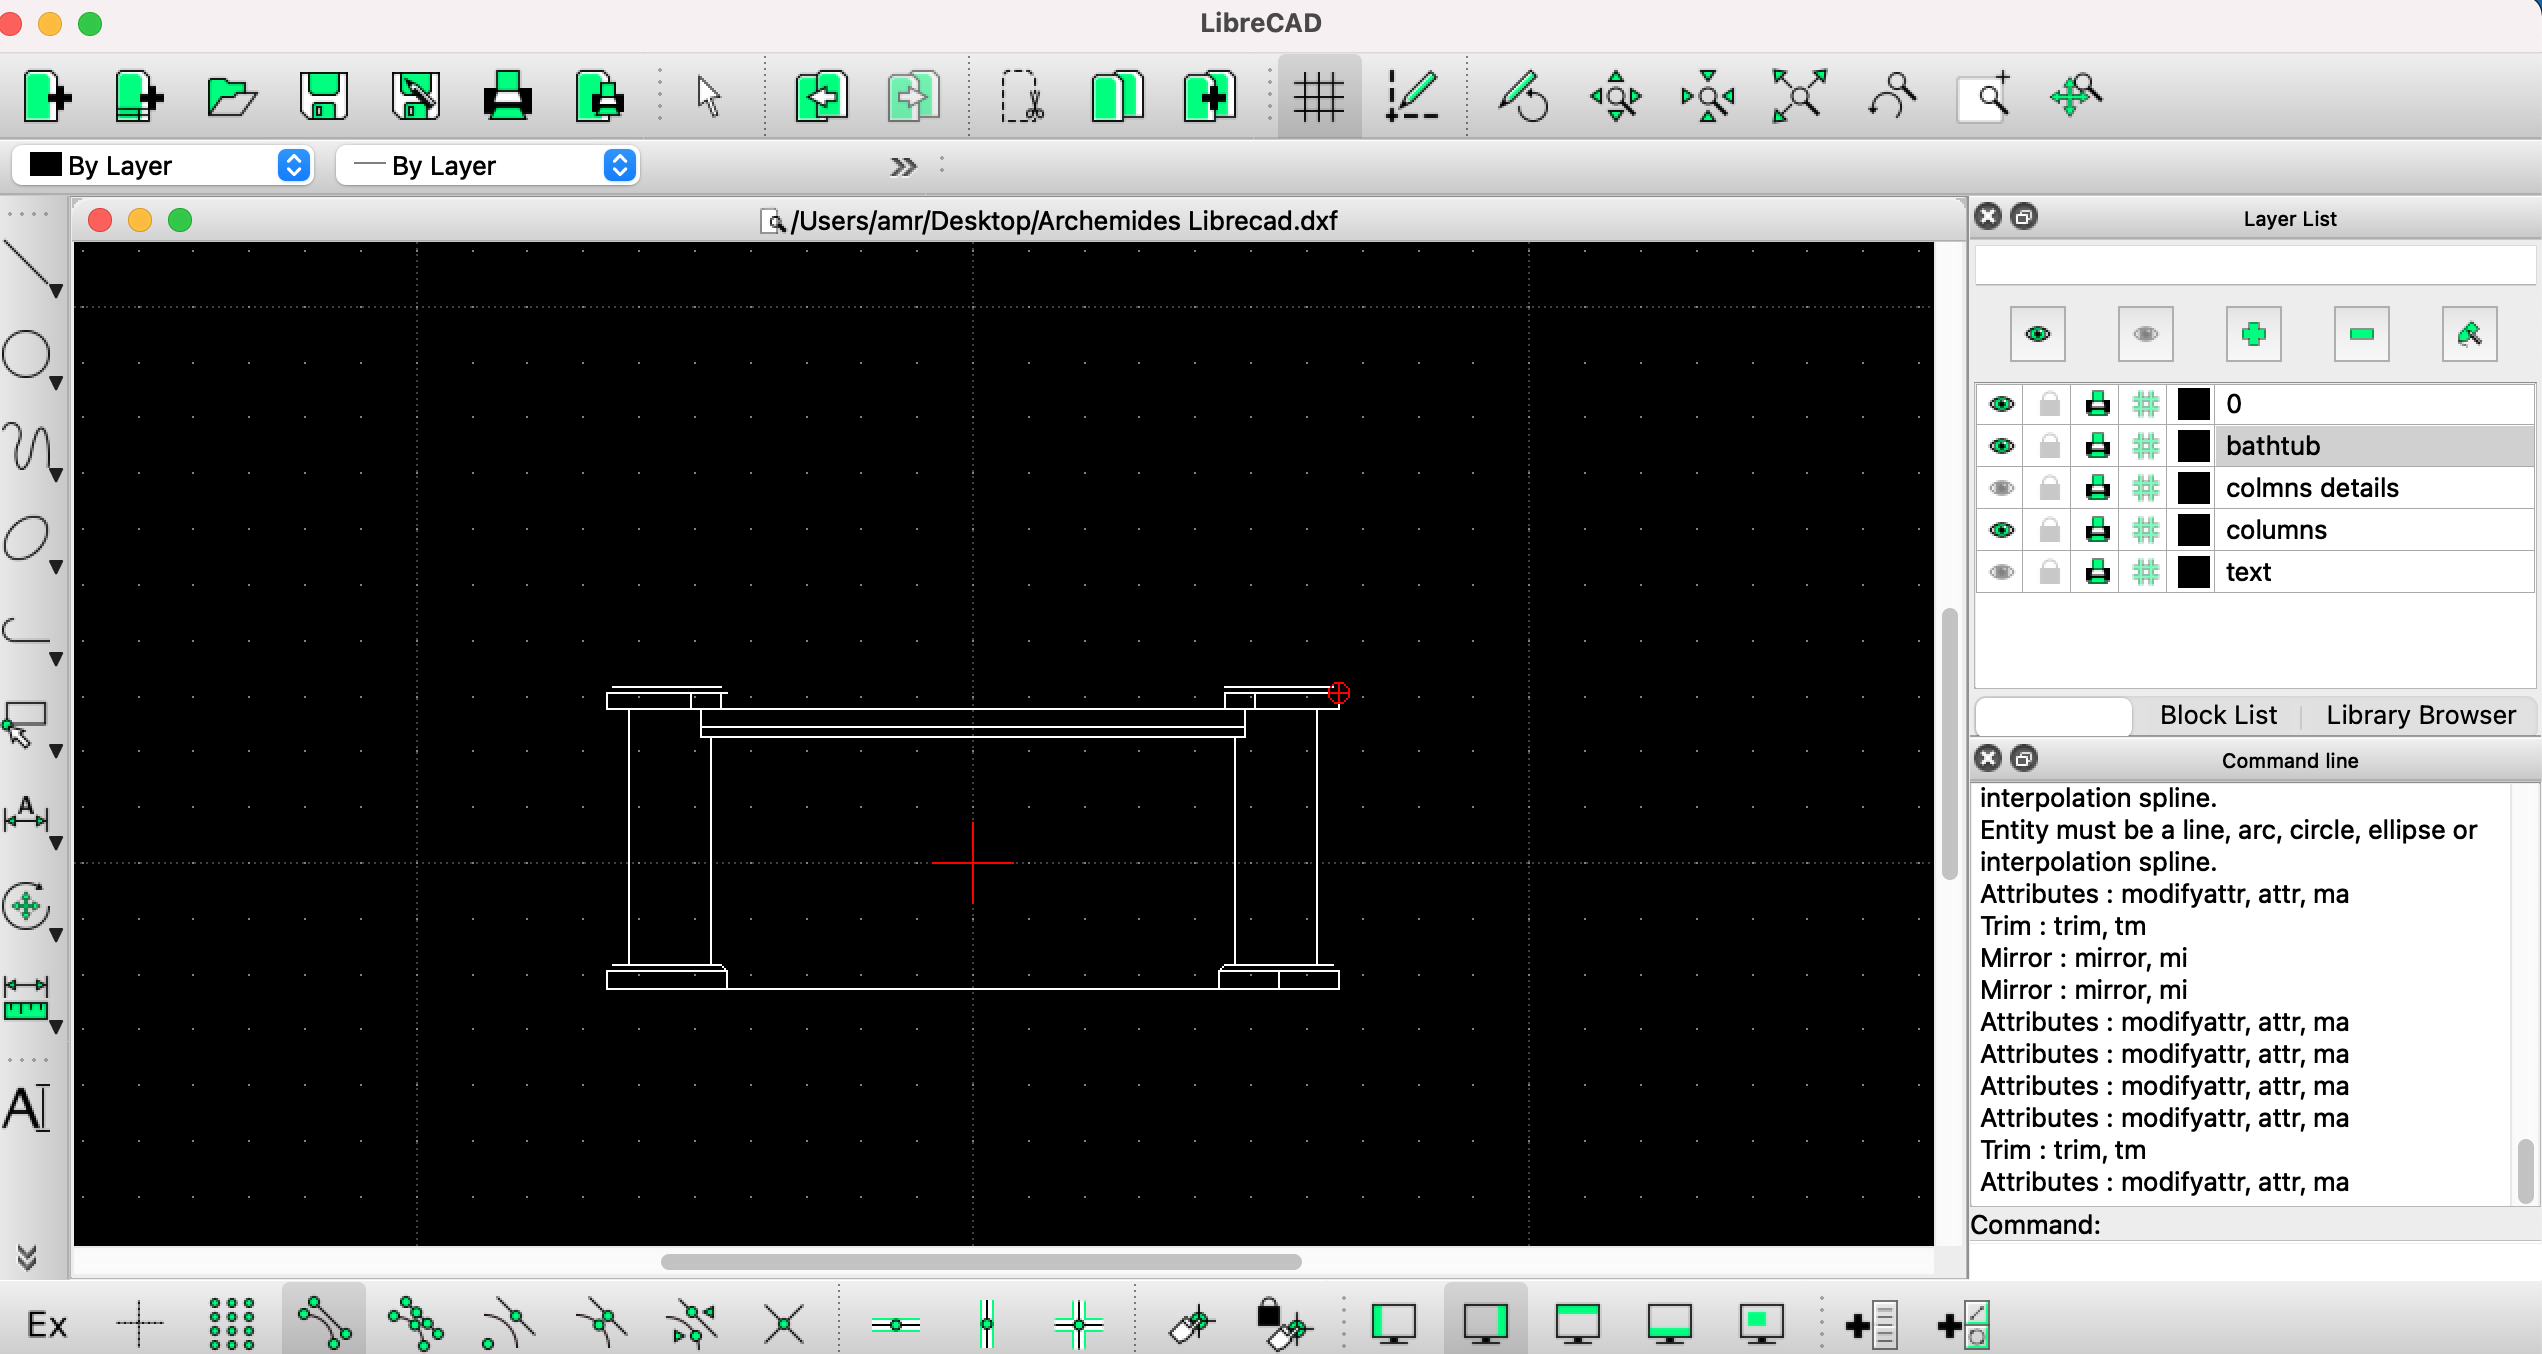 LibreCAD
By Layer
By Layer
/Users/amr/Desktop/Archemides Librecad.dxf
Layer List
0
bathtub
colmns details
columns
text
Block List
Library Browser
Command line
interpolation spline.
Entity must be a line, arc, circle, ellipse or
interpolation spline.
Attributes : modifyattr, attr, ma
Trim : trim, tm
Mirror : mirror, mi
Mirror : mirror, mi
Attributes : modifyattr, attr, ma
Attributes : modifyattr, attr, ma
Attributes : modifyattr, attr, ma
Attributes : modifyattr, attr, ma
Trim : trim, tm
Attributes : modifyattr, attr, ma
Command:
A
A
Ex